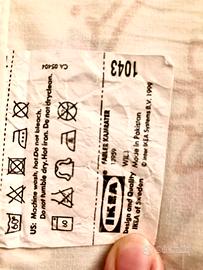 1043
CA 05404
US: Machine wash, hot. Do not bleach.
Do not tumble dry. Hot iron. Do not dryclean.
IKEA®
FABLER KAMRATER
Design and Quality
IKEA of Sweden
Made in Pakistan
© Inter IKEA Systems B.V. 1999